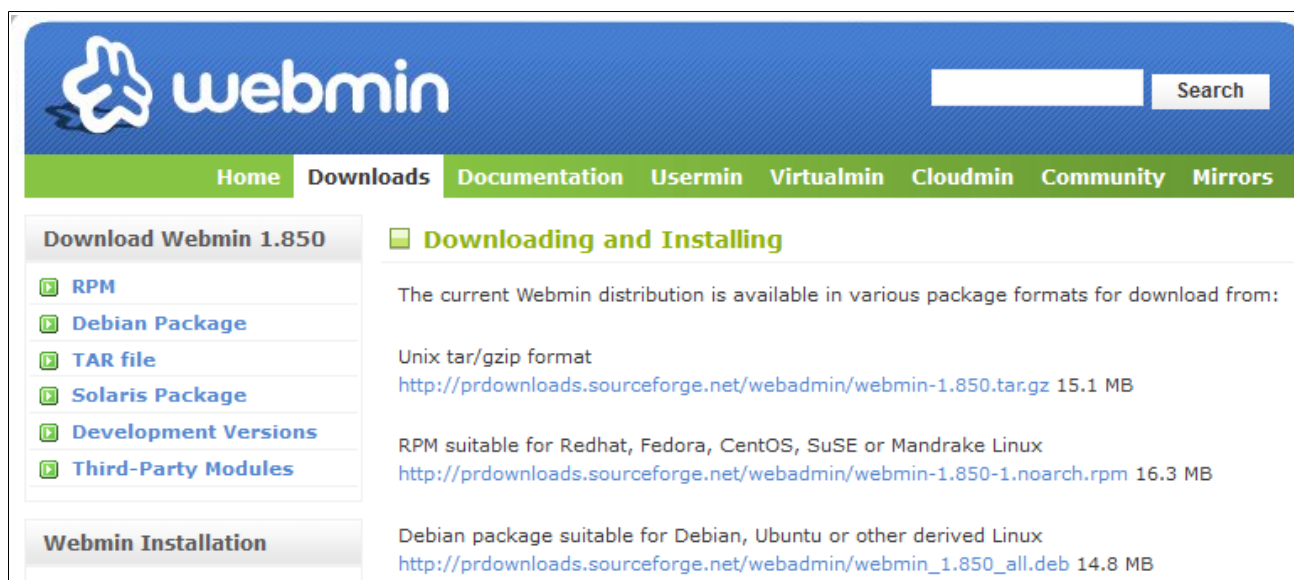 webmin
Search
Home Downloads Documentation Usermin Virtualmin Cloudmin Community Mirrors
Download Webmin 1.850
RPM
Debian Package
TAR file
Solaris Package
Development Versions
Third-Party Modules
Webmin Installation
Downloading and Installing
The current Webmin distribution is available in various package formats for download from:
Unix tar/gzip format
http://prdownloads.sourceforge.net/webadmin/webmin-1.850.tar.gz 15.1 MB
RPM suitable for Redhat, Fedora, CentOS, SuSE or Mandrake Linux
http://prdownloads.sourceforge.net/webadmin/webmin-1.850-1.noarch.rpm 16.3 MB
Debian package suitable for Debian, Ubuntu or other derived Linux
http://prdownloads.sourceforge.net/webadmin/webmin_1.850_all.deb 14.8 MB